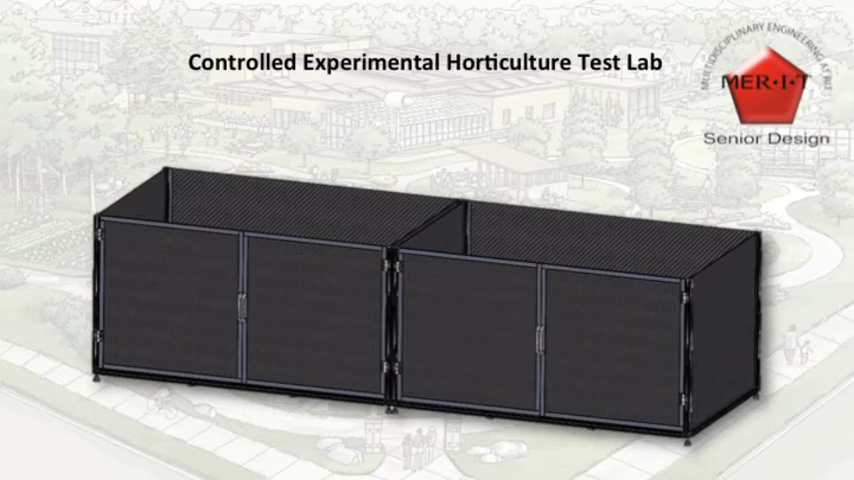 Controlled Experimental Horticulture Test Lab
MULTIDISCIPLINARY ENGINEERING AT RIT
MER·I·T
Senior Design